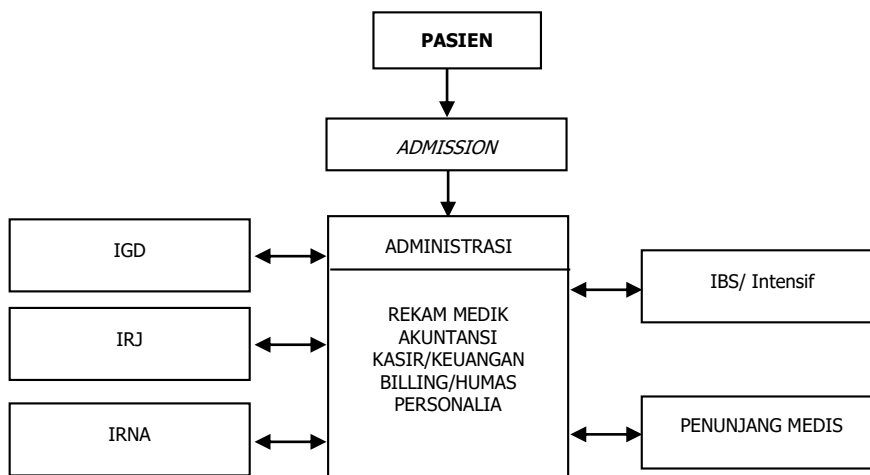 PASIEN
ADMISSION
IGD
IRJ
IRNA
ADMINISTRASI
REKAM MEDIK
AKUNTANSI
KASIR/KEUANGAN
BILLING/HUMAS
PERSONALIA
IBS/ Intensif
PENUNJANG MEDIS